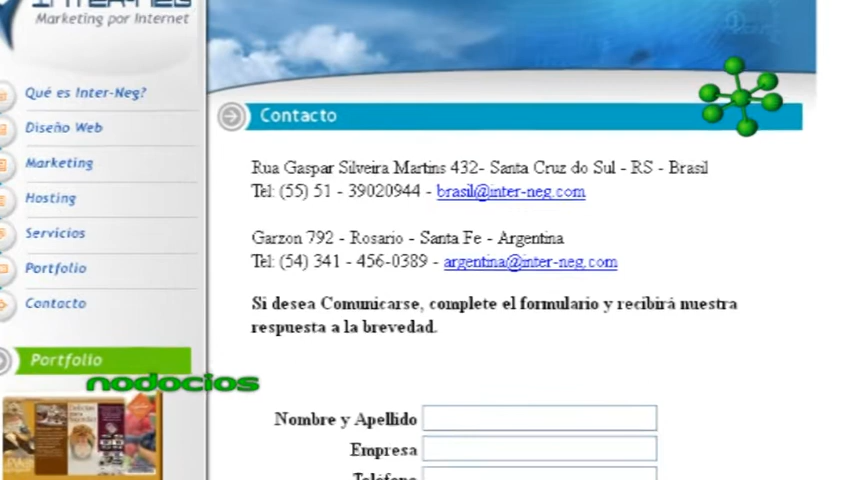 INTER-NEG
Marketing por Internet
Qué es Inter-Neg?
Diseño Web
Marketing
Hosting
Servicios
Portfolio
Contacto
Portfolio
nodocios
Contacto
Rua Gaspar Silveira Martins 432- Santa Cruz do Sul - RS - Brasil
Tel: (55) 51 - 39020944 - brasil@inter-neg.com
Garzon 792 - Rosario - Santa Fe - Argentina
Tel: (54) 341 - 456-0389 - argentina@inter-neg.com
Si desea Comunicarse, complete el formulario y recibirá nuestra
respuesta a la brevedad.
Nombre y Apellido
Empresa
Teléfono